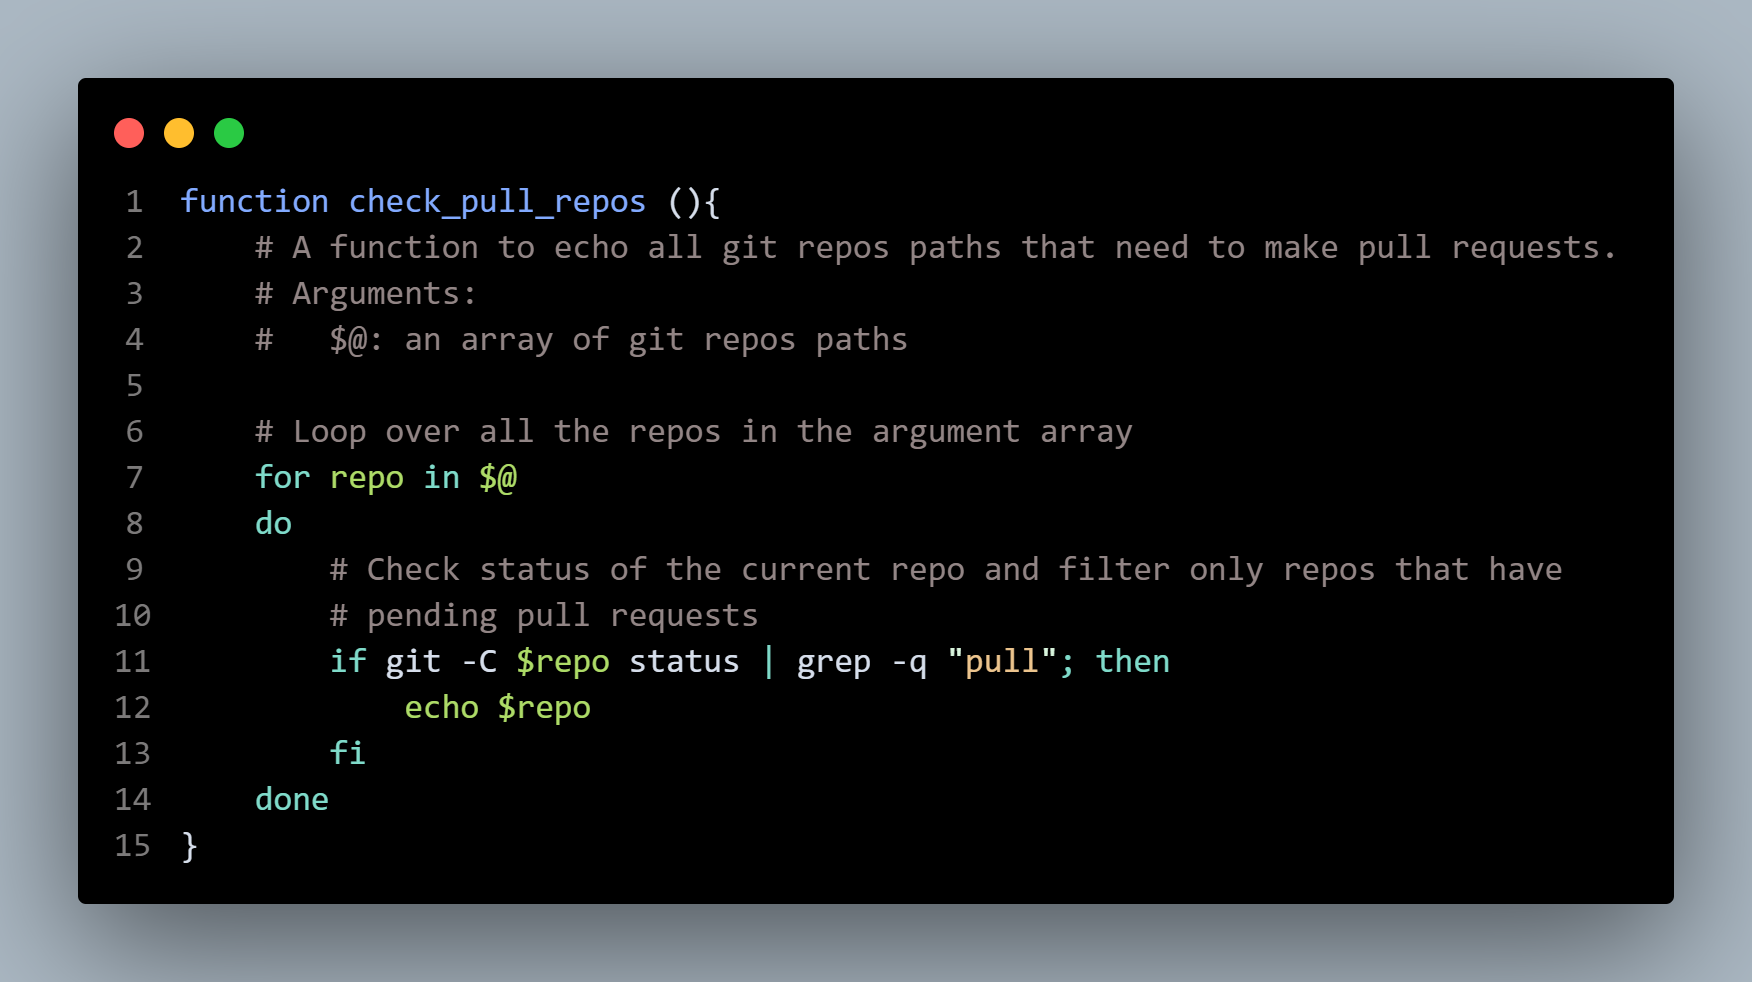 1 function check_pull_repos (){
2     # A function to echo all git repos paths that need to make pull requests.
3     # Arguments:
4     #   $@: an array of git repos paths
5
6     # Loop over all the repos in the argument array
7     for repo in $@
8     do
9         # Check status of the current repo and filter only repos that have
10         # pending pull requests
11         if git -C $repo status | grep -q "pull"; then
12             echo $repo
13         fi
14     done
15 }